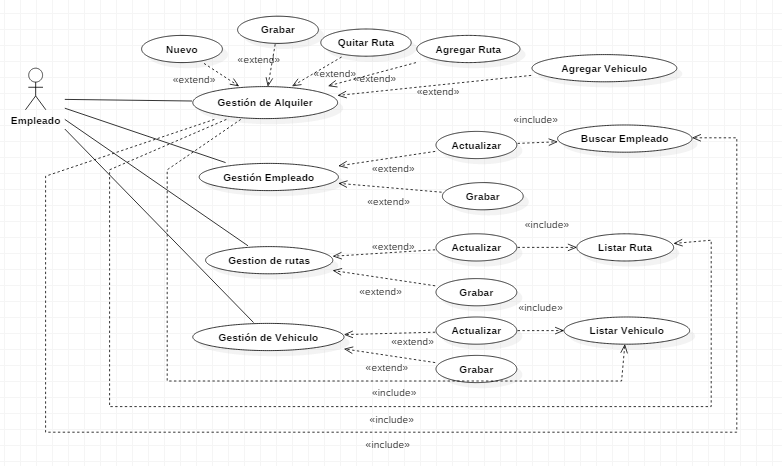 Grabar
Nuevo
Quitar Ruta
Agregar Ruta
«extend»
«extend»
«extend»
«extend»
Agregar Vehiculo
«extend»
Gestión de Alquiler
Empleado
«include»
Buscar Empleado
Actualizar
«extend»
Gestión Empleado
Grabar
«extend»
«include»
Actualizar
Listar Ruta
«extend»
Gestion de rutas
Grabar
«extend»
«include»
Actualizar
Listar Vehiculo
Gestión de Vehiculo
«extend»
Grabar
«extend»
«include»
«include»
«include»